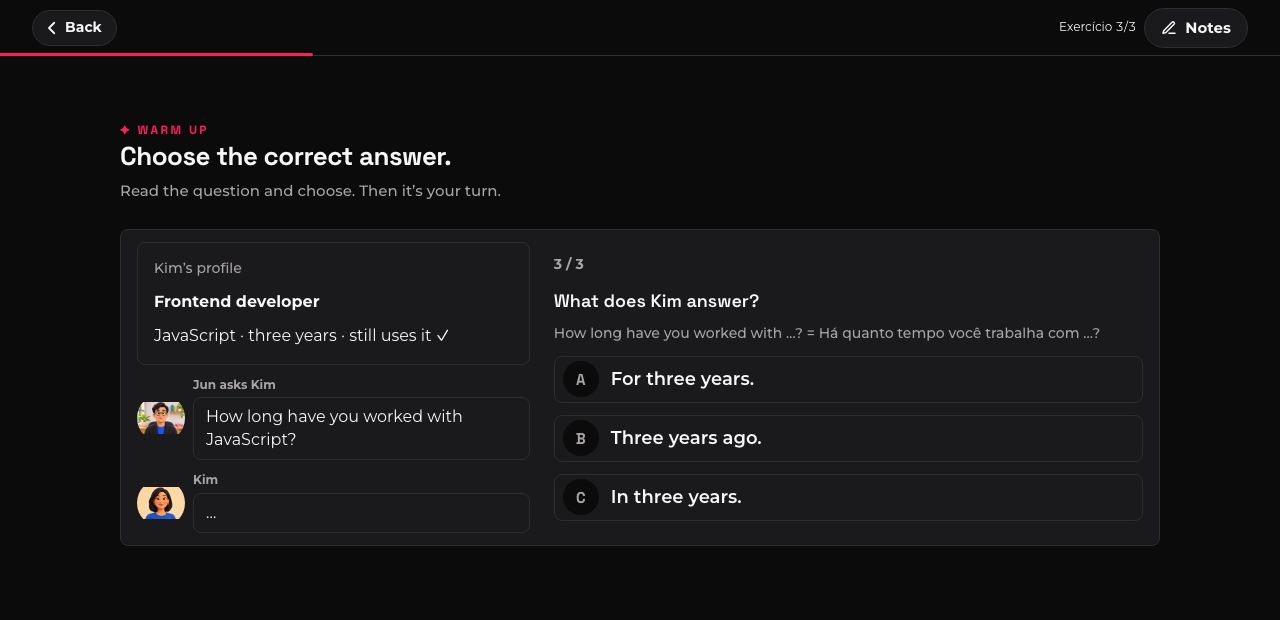 Back
Exercício 3/3
Notes
WARM UP
Choose the correct answer.
Read the question and choose. Then it's your turn.
Kim's profile
Frontend developer
JavaScript · three years · still uses it ✓
Jun asks Kim
How long have you worked with
JavaScript?
Kim
...
3 / 3
What does Kim answer?
How long have you worked with ...? = Há quanto tempo você trabalha com ...?
A For three years.
B Three years ago.
C In three years.